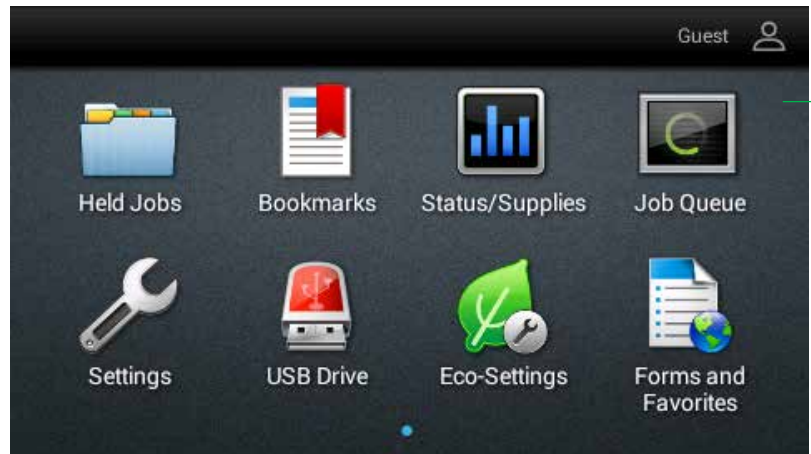 Guest
Held Jobs
Bookmarks
Status/Supplies
Job Queue
Settings
USB Drive
Eco-Settings
Forms and
Favorites